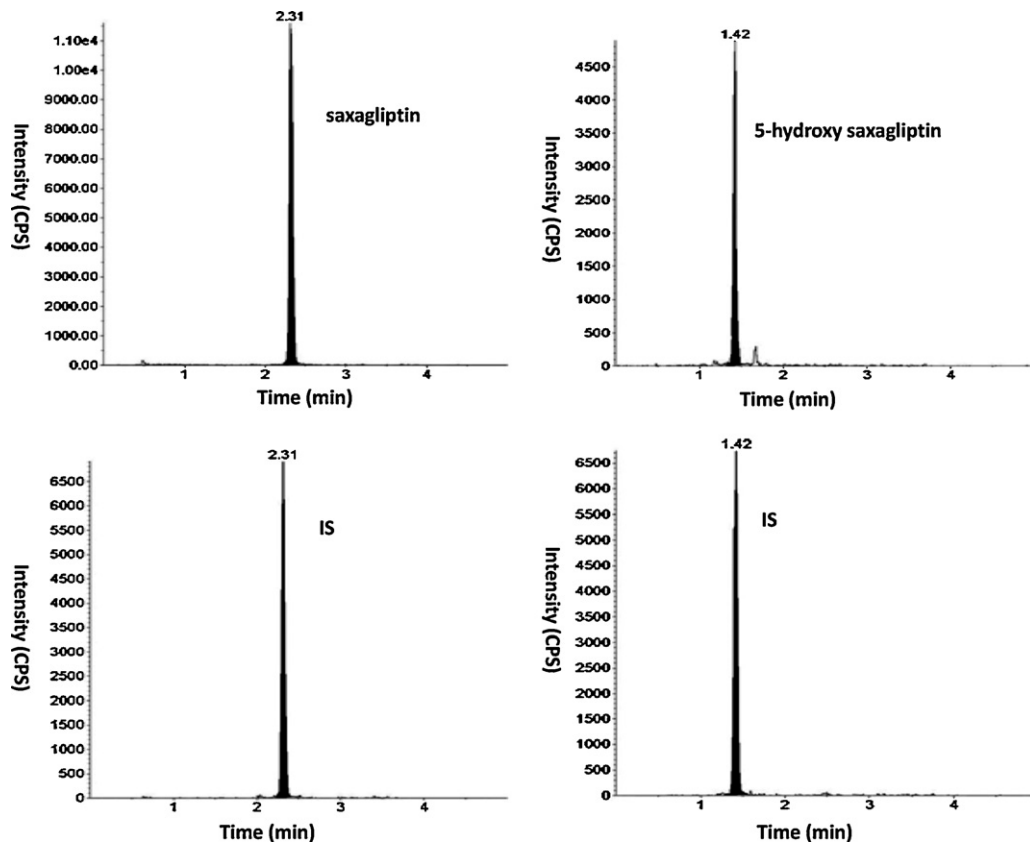 2.31
1.10e4
1.00e4
9000.00
8000.00
7000.00
6000.00
5000.00
4000.00
3000.00
2000.00
1000.00
0.00
Intensity (CPS)
saxagliptin
1 2 3 4
Time (min)
1.42
4500
4000
3500
3000
2500
2000
1500
1000
500
0
Intensity (CPS)
5-hydroxy saxagliptin
1 2 3 4
Time (min)
2.31
6500
6000
5500
5000
4500
4000
3500
3000
2500
2000
1500
1000
500
0
Intensity (CPS)
IS
1 2 3 4
Time (min)
1.42
6500
6000
5500
5000
4500
4000
3500
3000
2500
2000
1500
1000
500
0
Intensity (CPS)
IS
1 2 3 4
Time (min)